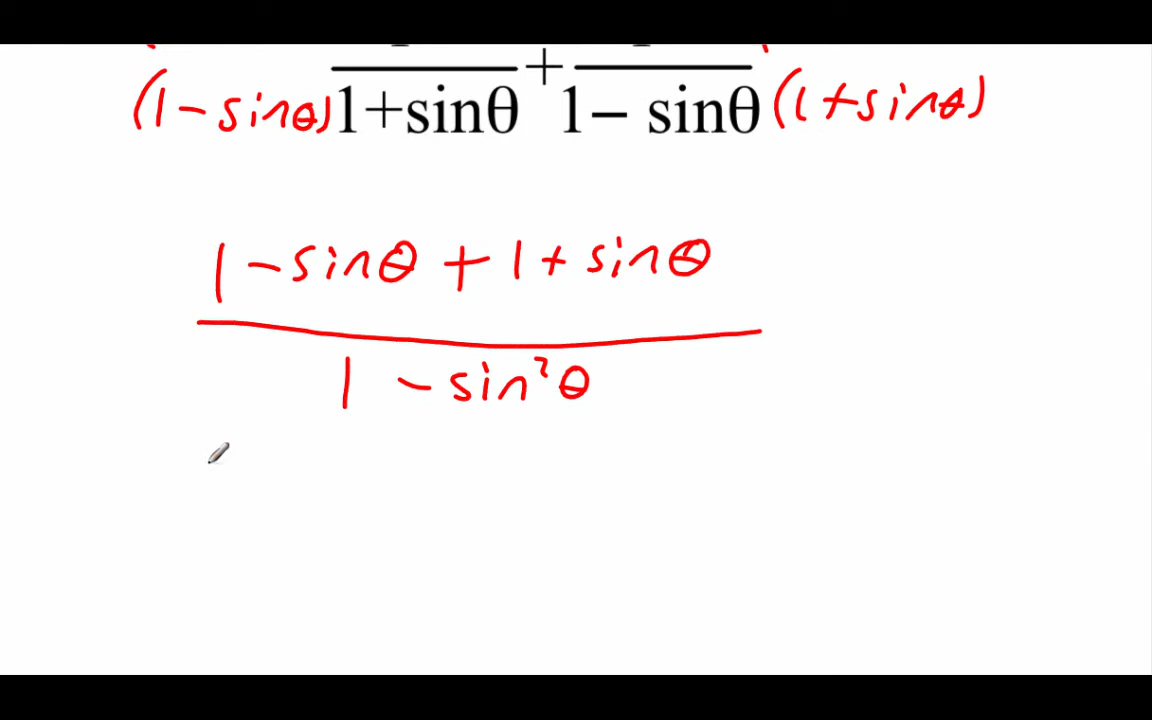 (1-sinθ) 1+sinθ + 1− sinθ (1+sinθ)
1-sinθ + 1+sinθ
1 - sin²θ